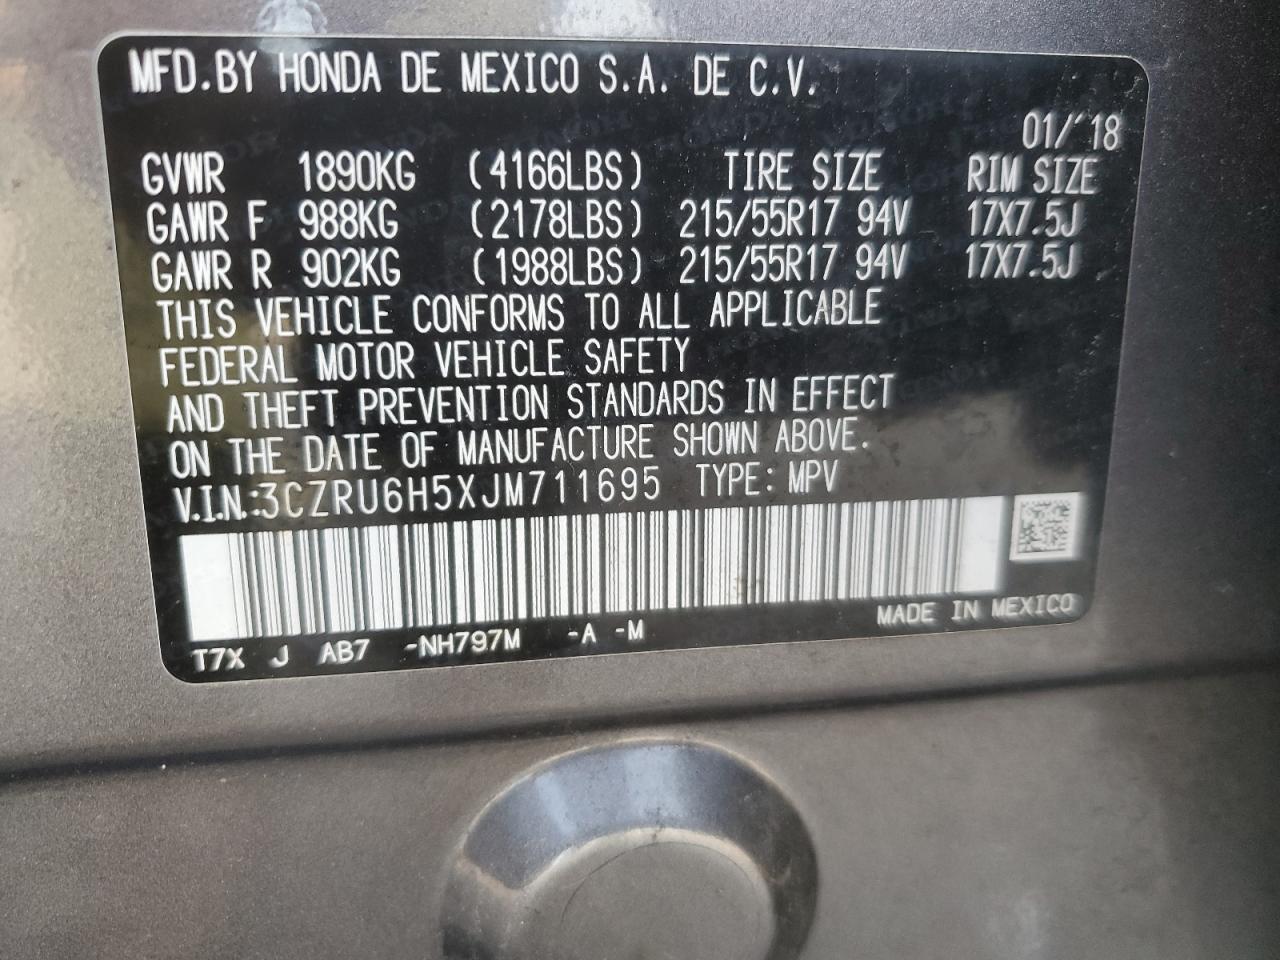 MFD.BY HONDA DE MEXICO S.A. DE C.V.
01/'18
GVWR 1890KG (4166LBS) TIRE SIZE RIM SIZE
GAWR F 988KG (2178LBS) 215/55R17 94V 17X7.5J
GAWR R 902KG (1988LBS) 215/55R17 94V 17X7.5J
THIS VEHICLE CONFORMS TO ALL APPLICABLE
FEDERAL MOTOR VEHICLE SAFETY
AND THEFT PREVENTION STANDARDS IN EFFECT
ON THE DATE OF MANUFACTURE SHOWN ABOVE.
V.I.N.:3CZRU6H5XJM711695 TYPE: MPV
MADE IN MEXICO
T7X J AB7 -NH797M -A -M